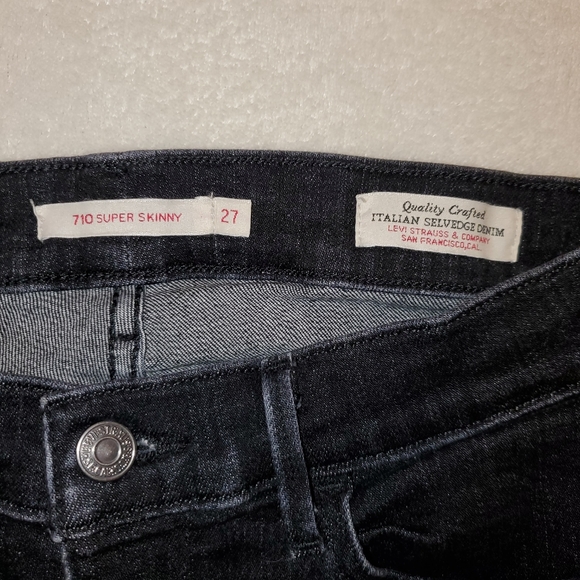 710 SUPER SKINNY 27
Quality Crafted
ITALIAN SELVEDGE DENIM
LEVI STRAUSS & COMPANY
SAN FRANCISCO,CAL.